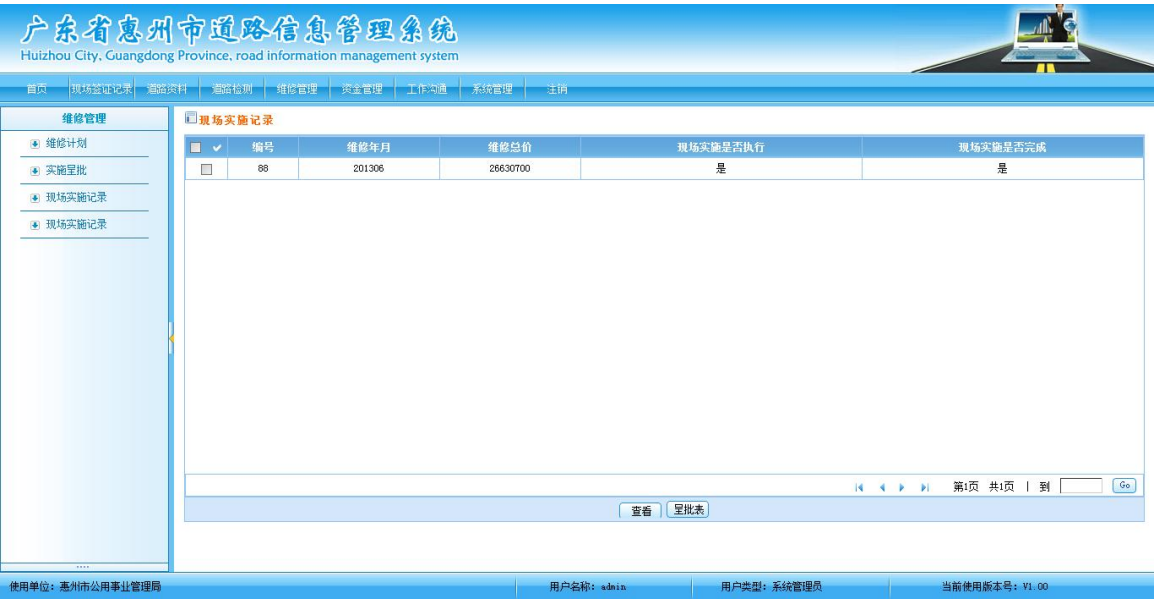 广东省惠州市道路信息管理系统
Huizhou City, Guangdong Province, road information management system
首页 现场签证记录 道路资料 道路检测 维修管理 资金管理 工作沟通 系统管理 注销
维修管理
维修计划
实施呈批
现场实施记录
现场实施记录
现场实施记录
编号 维修年月 维修总价 现场实施是否执行 现场实施是否完成
88 201306 26630700 是 是
第1页 共1页 | 到 Go
查看 呈批表
使用单位：惠州市公用事业管理局 用户名称：admin 用户类型：系统管理员 当前使用版本号：V1.00